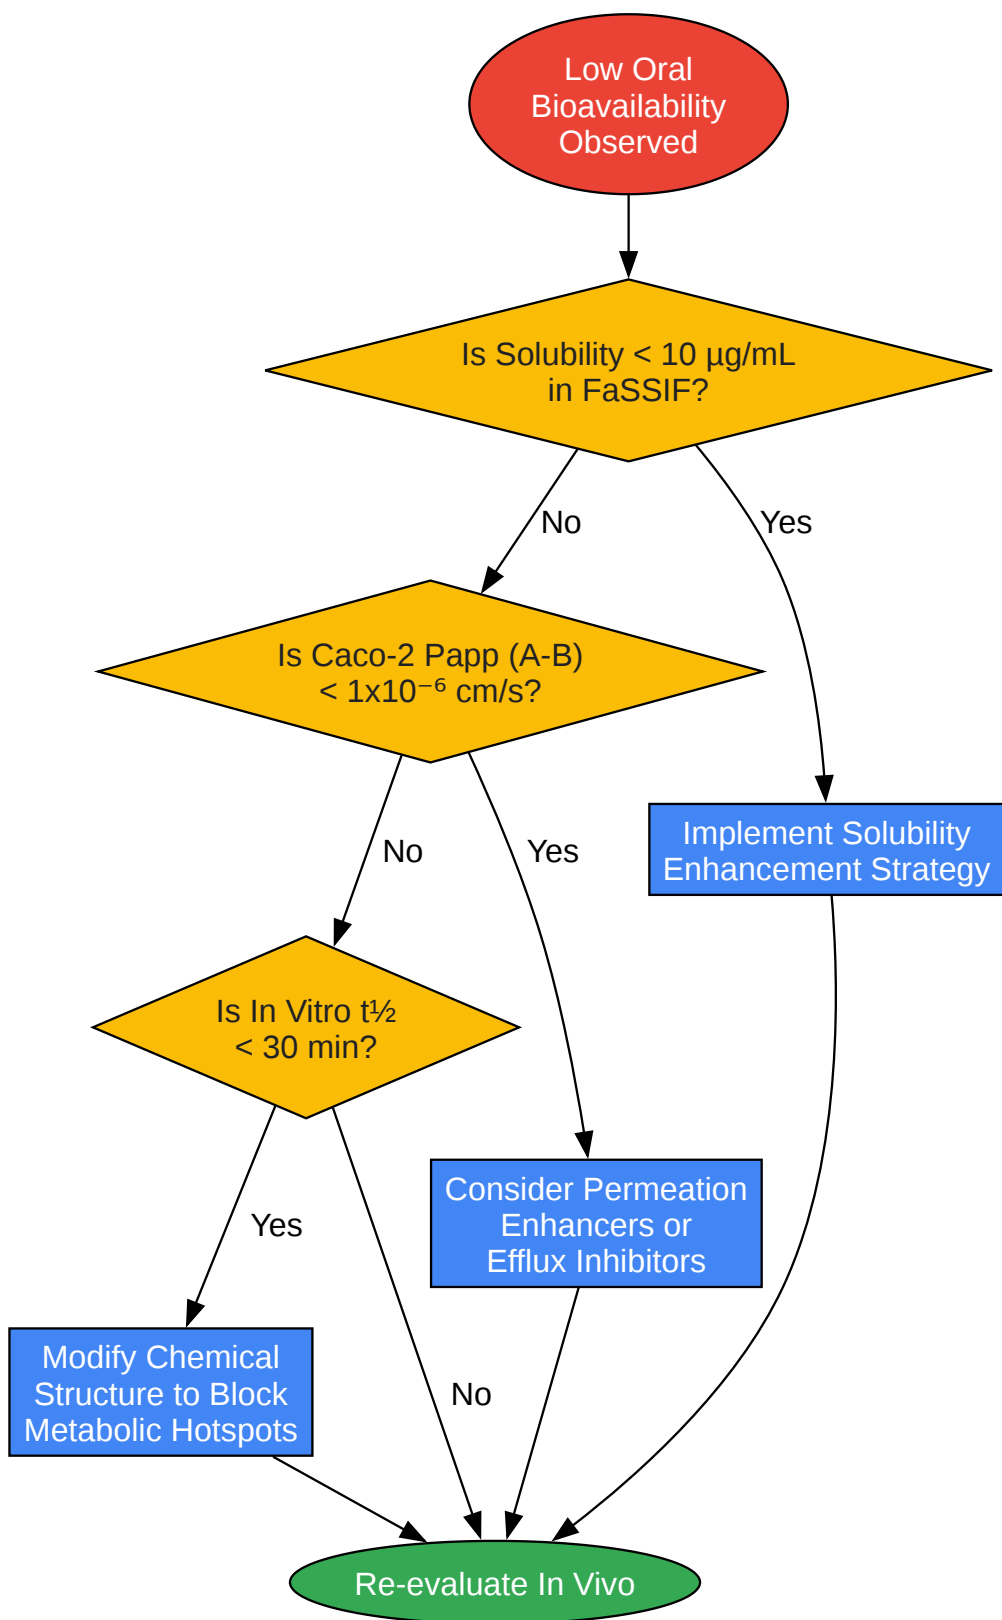 Low Oral
Bioavailability
Observed
Is Solubility < 10 µg/mL
in FaSSIF?
No
Yes
Is Caco-2 Papp (A-B)
< 1x10⁻⁶ cm/s?
No
Yes
Implement Solubility
Enhancement Strategy
Is In Vitro t½
< 30 min?
Yes
No
Consider Permeation
Enhancers or
Efflux Inhibitors
Modify Chemical
Structure to Block
Metabolic Hotspots
Re-evaluate In Vivo